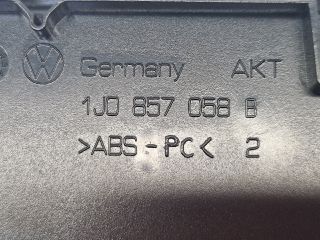 Germany AKT
1J0 857 058 B
>ABS-PC< 2